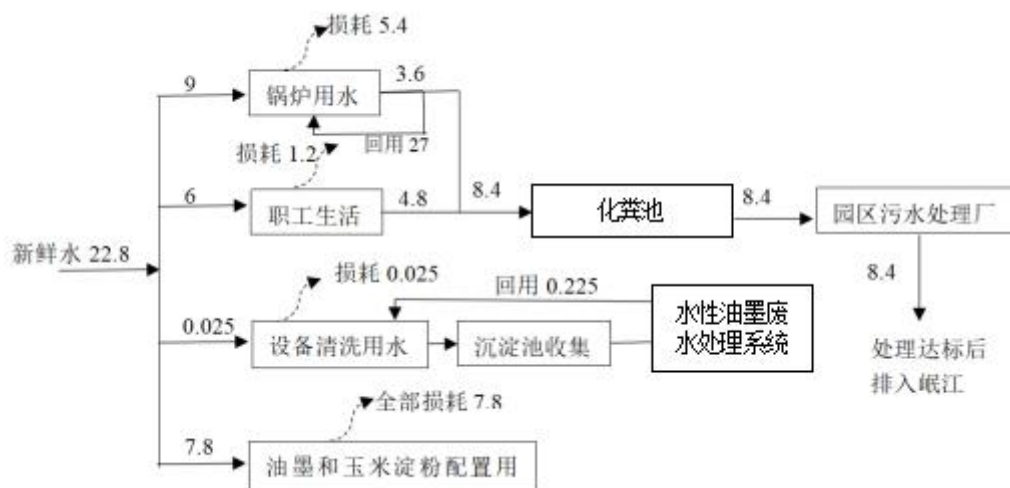 损耗 5.4
9
锅炉用水
3.6
回用 27
损耗 1.2
6
职工生活
4.8
8.4
化粪池
8.4
园区污水处理厂
8.4
处理达标后
排入岷江
新鲜水 22.8
损耗 0.025
回用 0.225
0.025
设备清洗用水
沉淀池收集
水性油墨废
水处理系统
全部损耗 7.8
7.8
油墨和玉米淀粉配置用